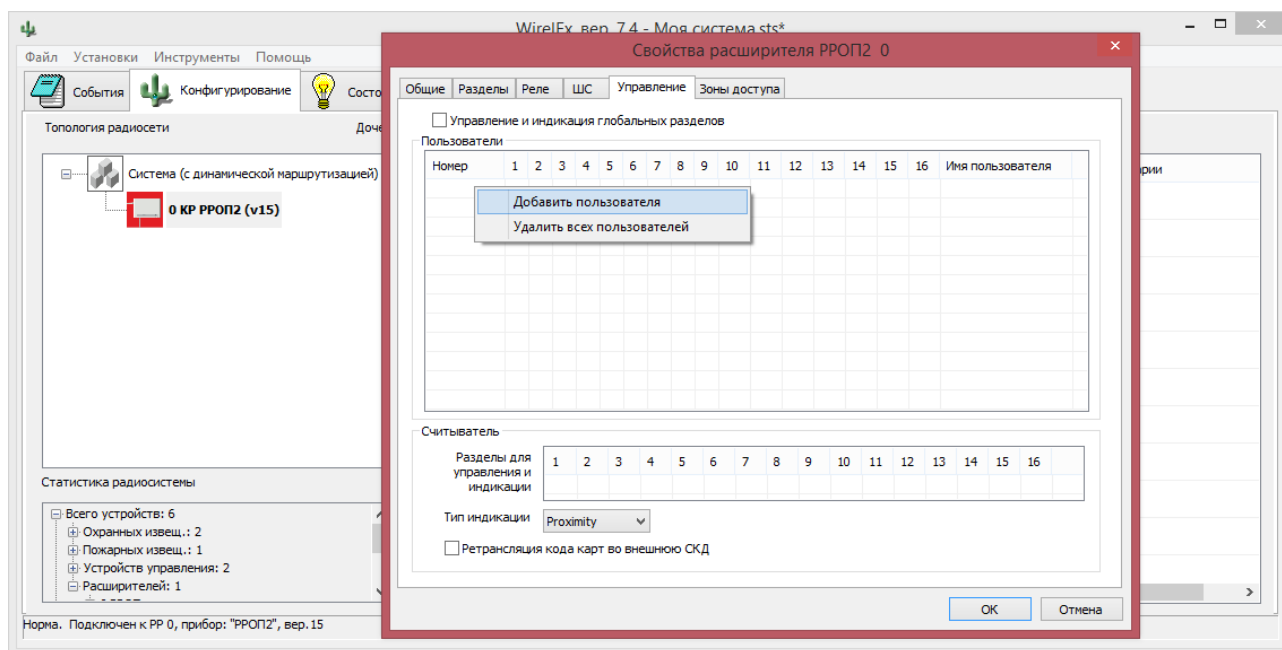 WirelEx, вер. 7.4 - Моя система.sts*
Файл Установки Инструменты Помощь
События Конфигурирование
Топология радиосети
Система (с динамической маршрутизацией)
0 КР РРОП2 (v15)
Статистика радиосистемы
Всего устройств: 6
Охранных извещ.: 2
Пожарных извещ.: 1
Устройств управления: 2
Расширителей: 1
Норма. Подключен к РР 0, прибор: "РРОП2", вер.15
Свойства расширителя РРОП2 0
Общие Разделы Реле ШС Управление Зоны доступа
Управление и индикация глобальных разделов
Пользователи
Номер 1 2 3 4 5 6 7 8 9 10 11 12 13 14 15 16 Имя пользователя
Добавить пользователя
Удалить всех пользователей
Считыватель
Разделы для
управления и
индикации
1 2 3 4 5 6 7 8 9 10 11 12 13 14 15 16
Тип индикации Proximity
Ретрансляция кода карт во внешнюю СКД
ОК Отмена